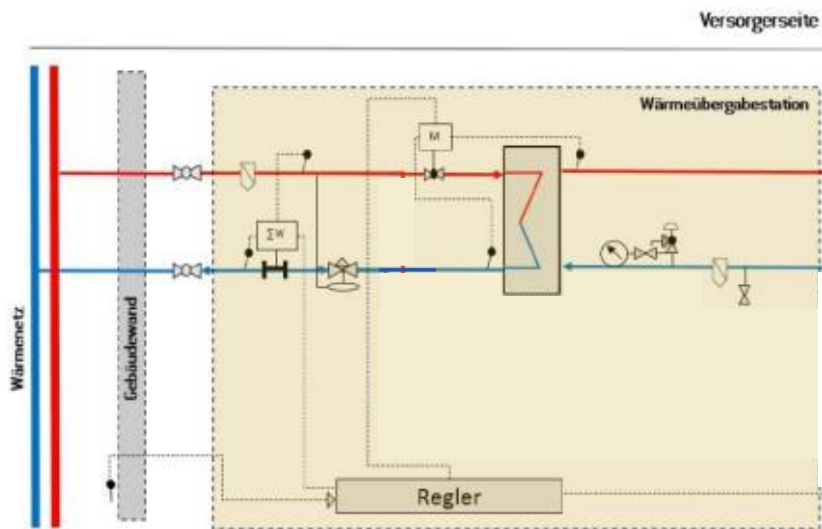 Versorgerseite
Wärmeübergabestation
M
ΣW
Wärmenetz
Gebäudewand
Regler